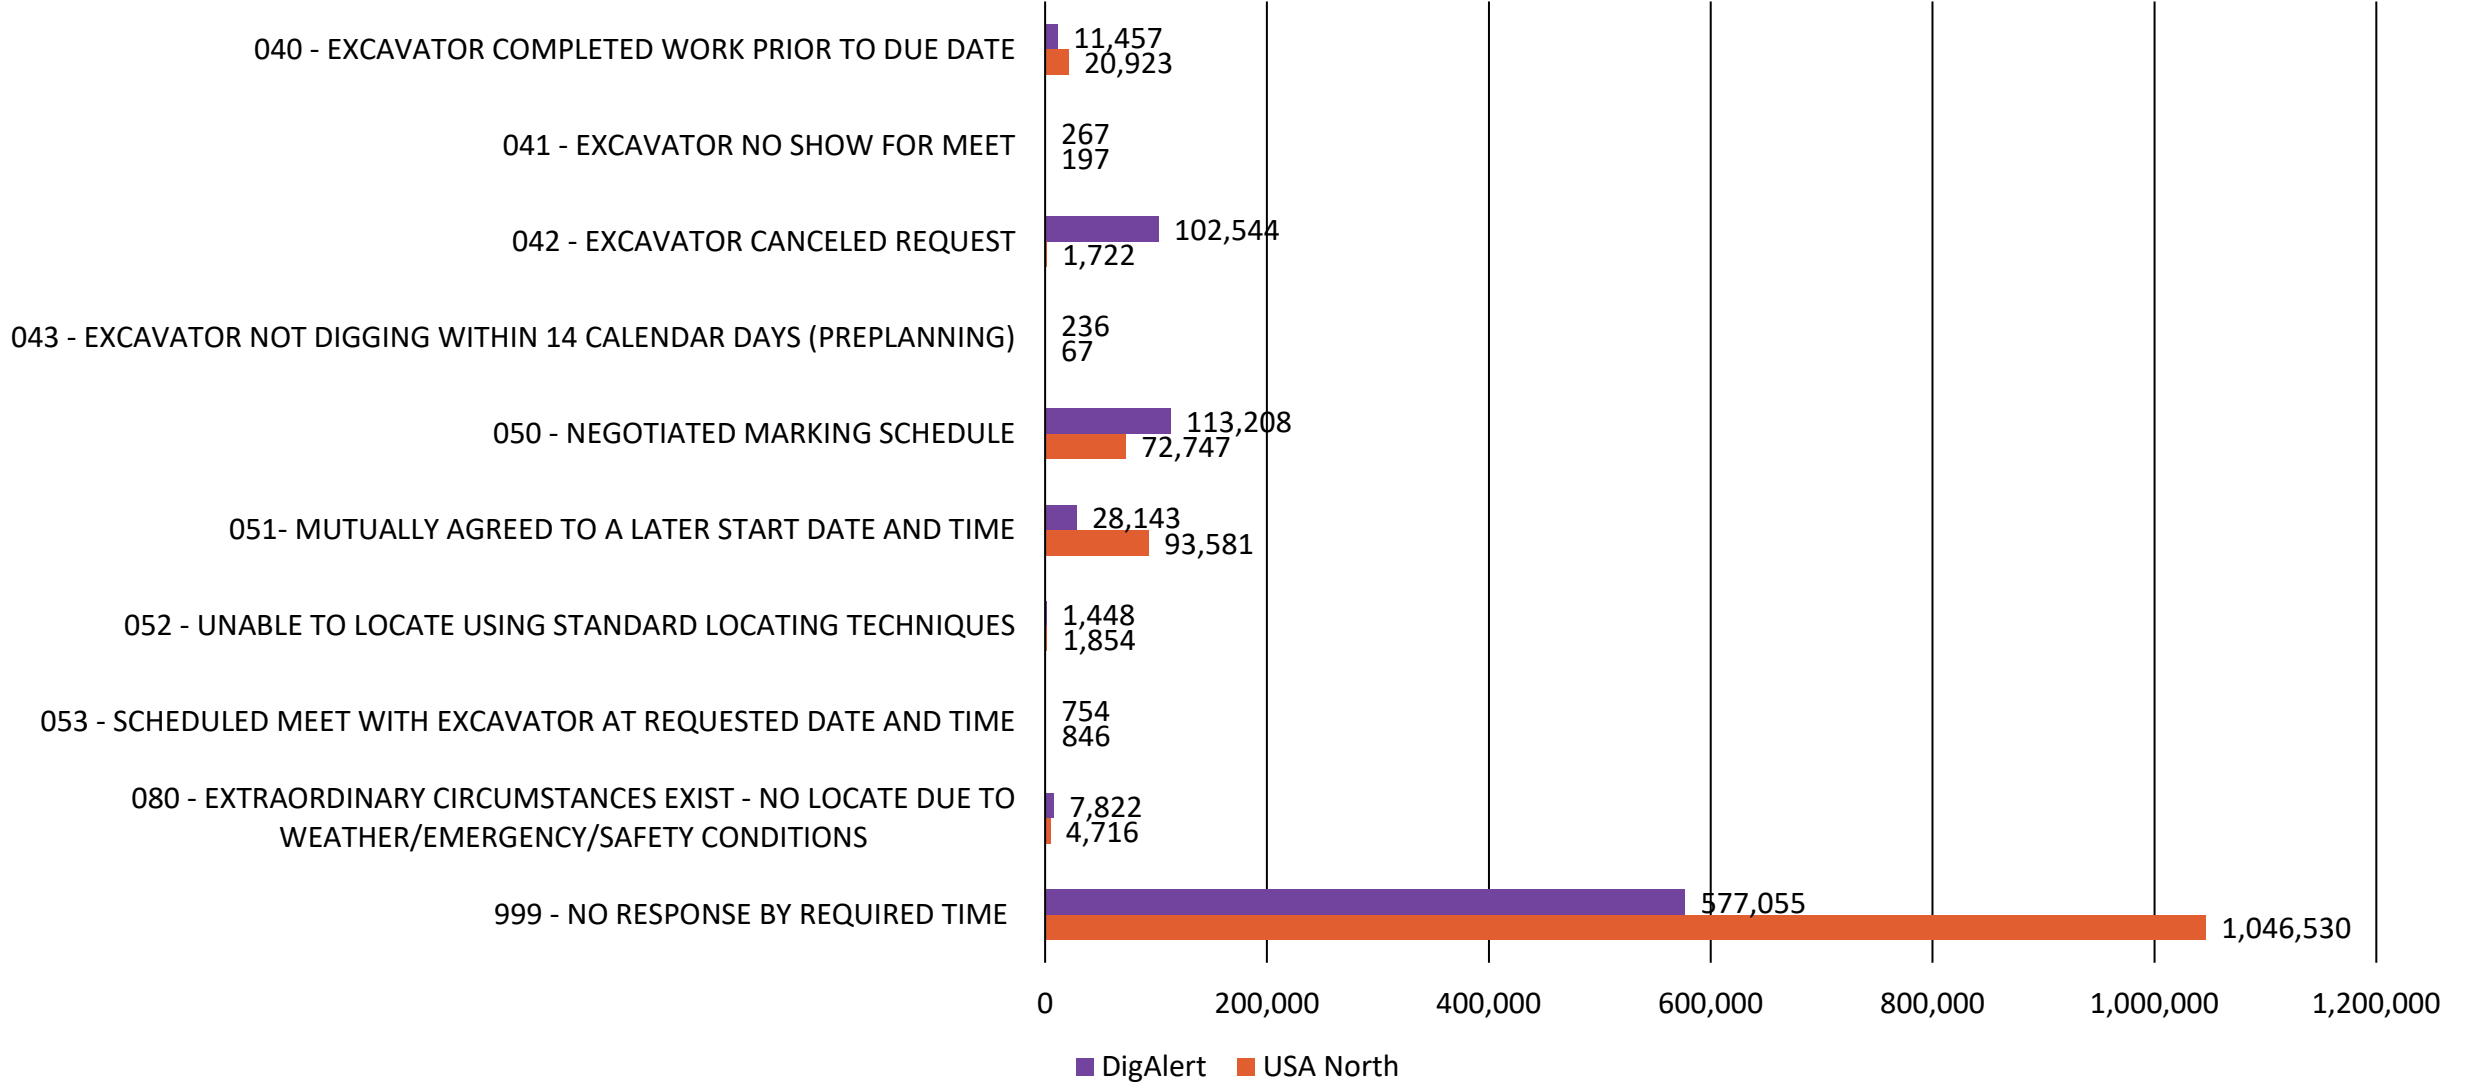 040 - EXCAVATOR COMPLETED WORK PRIOR TO DUE DATE
11,457
20,923
041 - EXCAVATOR NO SHOW FOR MEET
267
197
042 - EXCAVATOR CANCELED REQUEST
102,544
1,722
043 - EXCAVATOR NOT DIGGING WITHIN 14 CALENDAR DAYS (PREPLANNING)
236
67
050 - NEGOTIATED MARKING SCHEDULE
113,208
72,747
051- MUTUALLY AGREED TO A LATER START DATE AND TIME
28,143
93,581
052 - UNABLE TO LOCATE USING STANDARD LOCATING TECHNIQUES
1,448
1,854
053 - SCHEDULED MEET WITH EXCAVATOR AT REQUESTED DATE AND TIME
754
846
080 - EXTRAORDINARY CIRCUMSTANCES EXIST - NO LOCATE DUE TO
WEATHER/EMERGENCY/SAFETY CONDITIONS
7,822
4,716
999 - NO RESPONSE BY REQUIRED TIME
577,055
1,046,530
0 200,000 400,000 600,000 800,000 1,000,000 1,200,000
DigAlert USA North